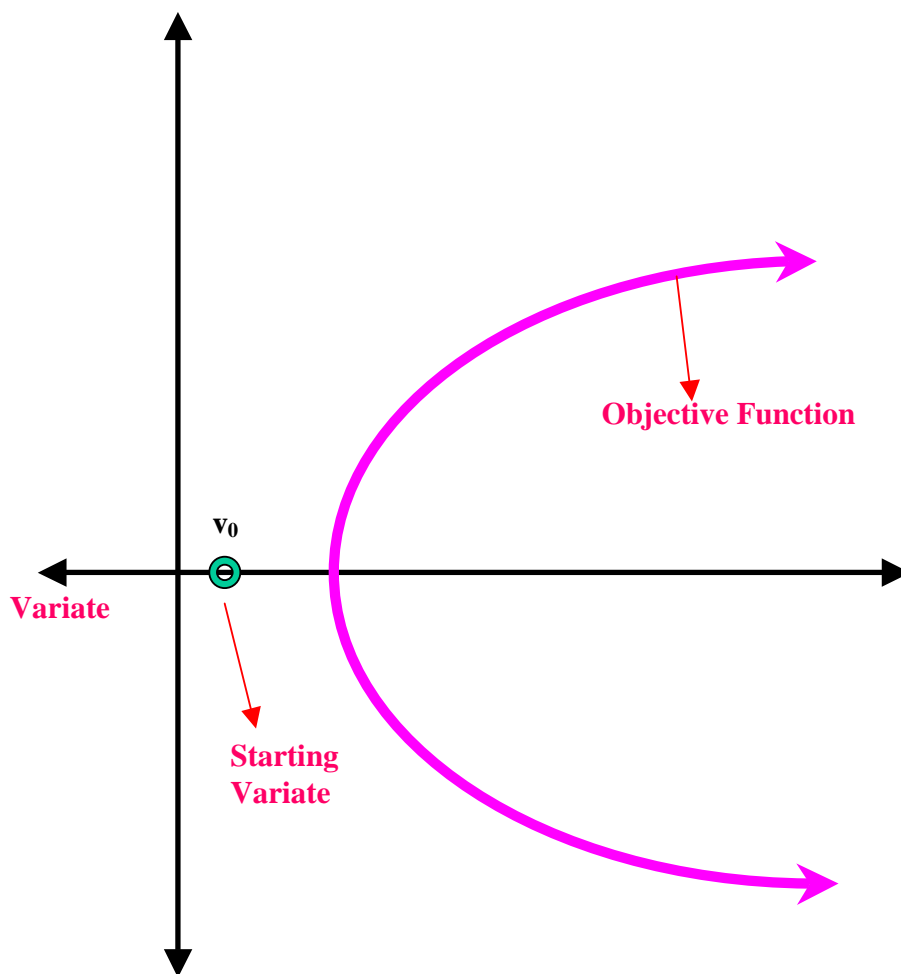 Objective Function
v₀
Variate
Starting
Variate